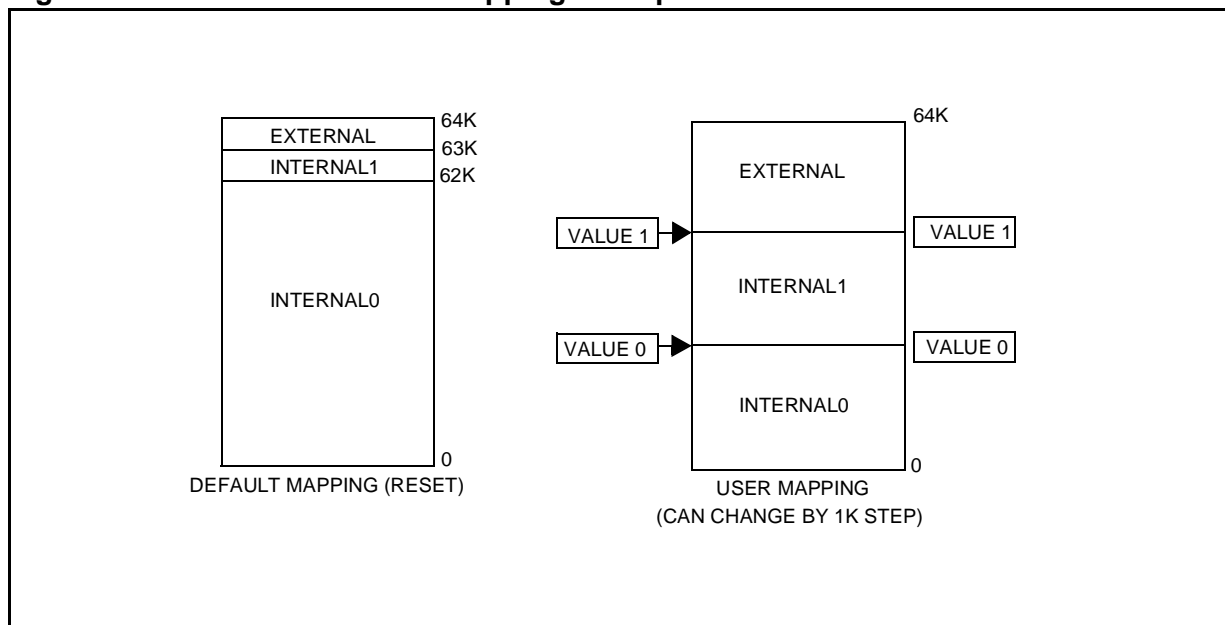 EXTERNAL
64K
63K
INTERNAL1
62K
INTERNAL0
0
DEFAULT MAPPING (RESET)
64K
EXTERNAL
VALUE 1
VALUE 1
INTERNAL1
VALUE 0
VALUE 0
INTERNAL0
0
USER MAPPING
(CAN CHANGE BY 1K STEP)